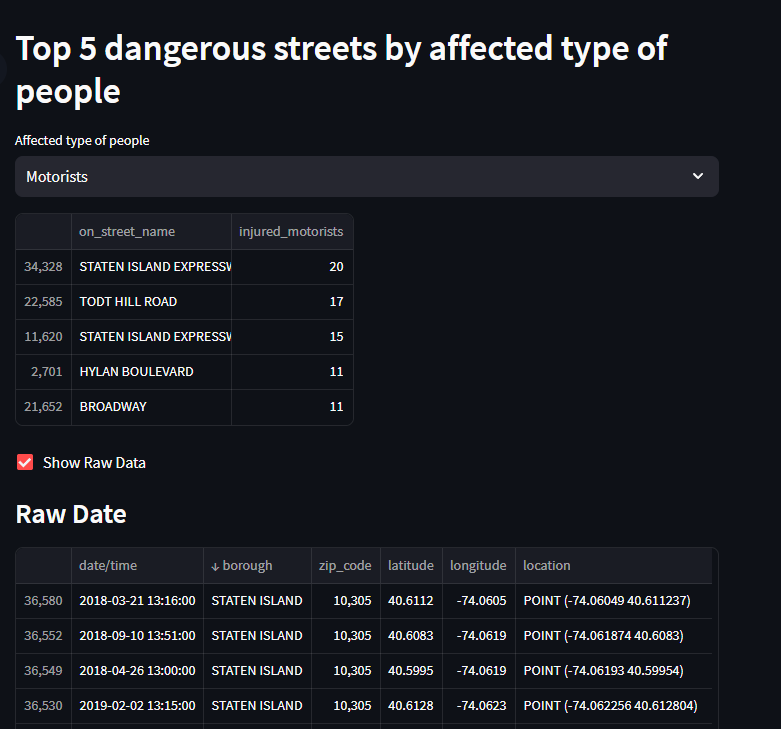 Top 5 dangerous streets by affected type of
people
Affected type of people
Motorists
on_street_name injured_motorists
34,328 STATEN ISLAND EXPRESSW 20
22,585 TODT HILL ROAD 17
11,620 STATEN ISLAND EXPRESSW 15
2,701 HYLAN BOULEVARD 11
21,652 BROADWAY 11
Show Raw Data
Raw Date
date/time ↓ borough zip_code latitude longitude location
36,580 2018-03-21 13:16:00 STATEN ISLAND 10,305 40.6112 -74.0605 POINT (-74.06049 40.611237)
36,552 2018-09-10 13:51:00 STATEN ISLAND 10,305 40.6083 -74.0619 POINT (-74.061874 40.6083)
36,549 2018-04-26 13:00:00 STATEN ISLAND 10,305 40.5995 -74.0619 POINT (-74.06193 40.59954)
36,530 2019-02-02 13:15:00 STATEN ISLAND 10,305 40.6128 -74.0623 POINT (-74.062256 40.612804)